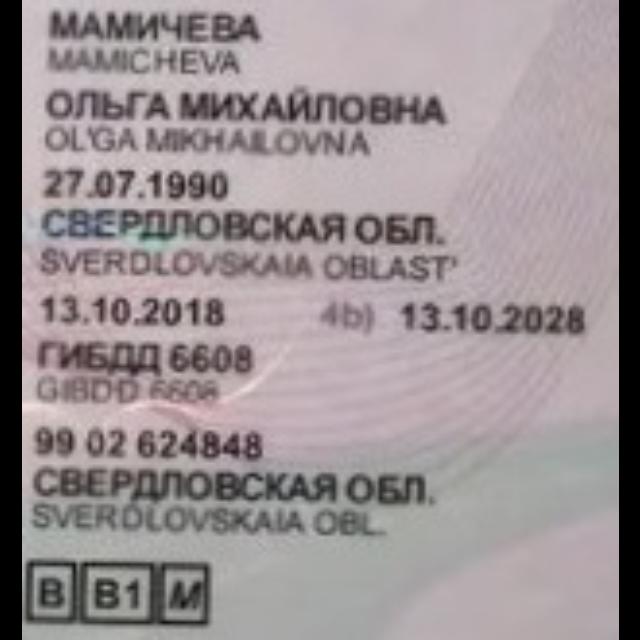 МАМИЧЕВА
MAMICHEVA
ОЛЬГА МИХАЙЛОВНА
OL'GA MIKHAILOVNA
27.07.1990
СВЕРДЛОВСКАЯ ОБЛ.
SVERDLOVSKAIA OBLAST'
13.10.2018 4b) 13.10.2028
ГИБДД 6608
GIBDD 6608
99 02 624848
СВЕРДЛОВСКАЯ ОБЛ.
SVERDLOVSKAIA OBL.
B B1 M